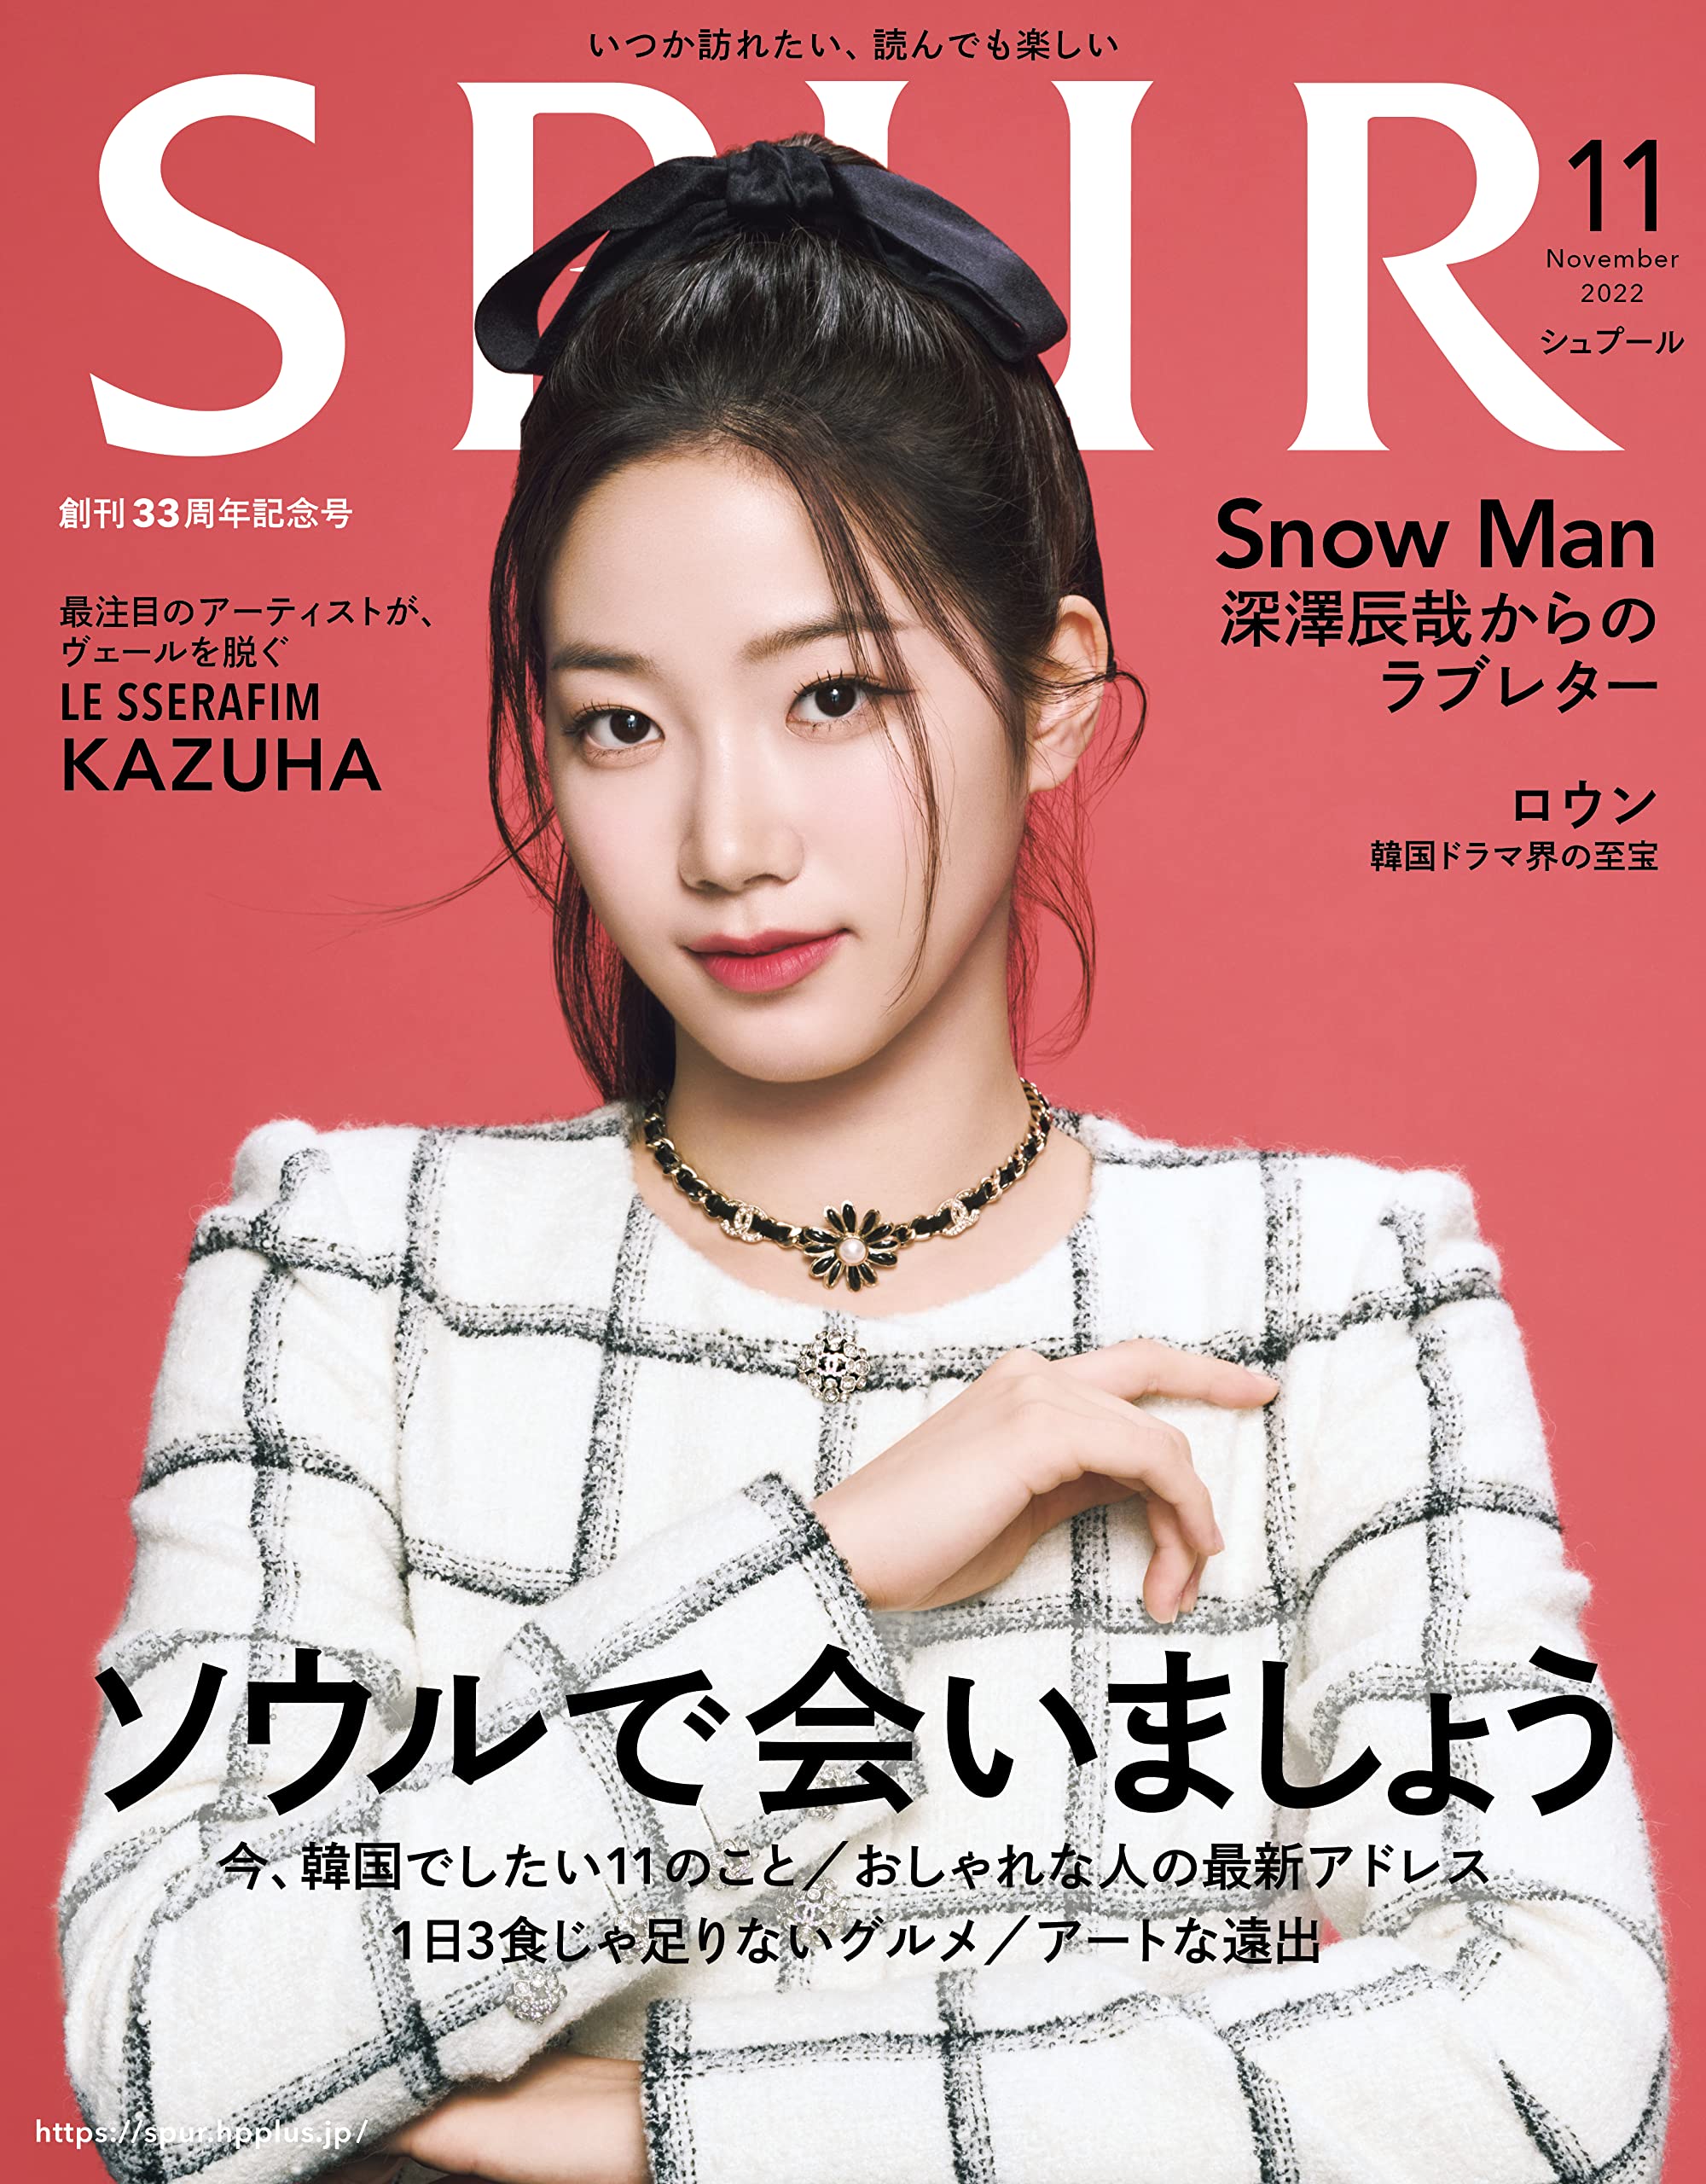 いつか訪れたい、読んでも楽しい
SPUR
11
November
2022
シュプール
創刊33周年記念号
最注目のアーティストが、
ヴェールを脱ぐ
LE SSERAFIM
KAZUHA
Snow Man
深澤辰哉からの
ラブレター
ロウン
韓国ドラマ界の至宝
ソウルで会いましょう
今、韓国でしたい11のこと／おしゃれな人の最新アドレス
1日3食じゃ足りないグルメ／アートな遠出
https://spur.hpplus.jp/